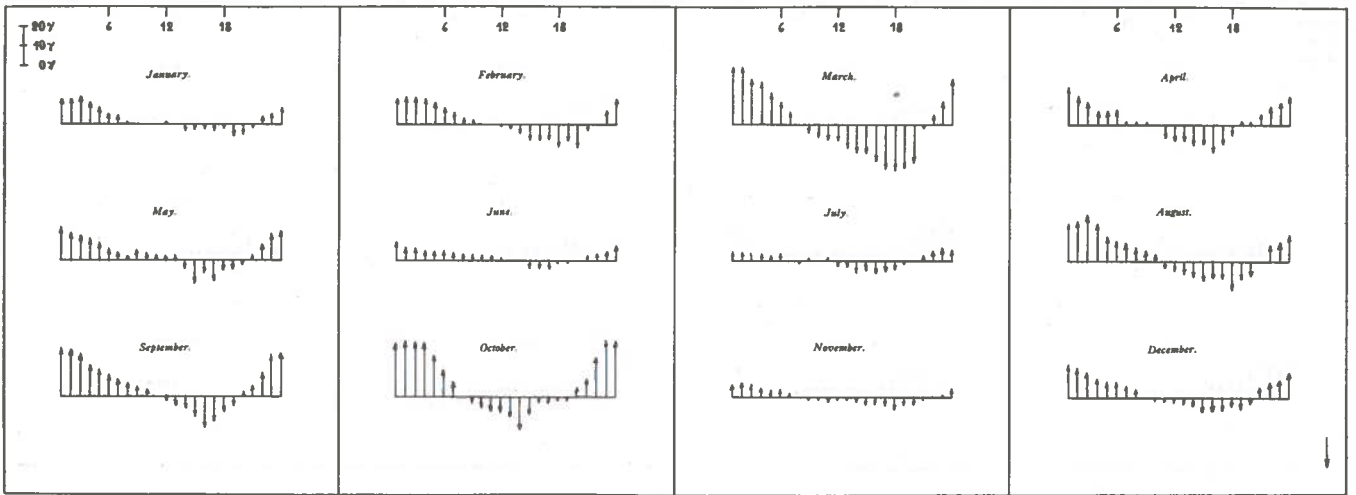 6 12 18 6 12 18 6 12 18 6 12 18
20γ
10γ
0γ
January. February. March. April.
May. June. July. August.
September. October. November. December.